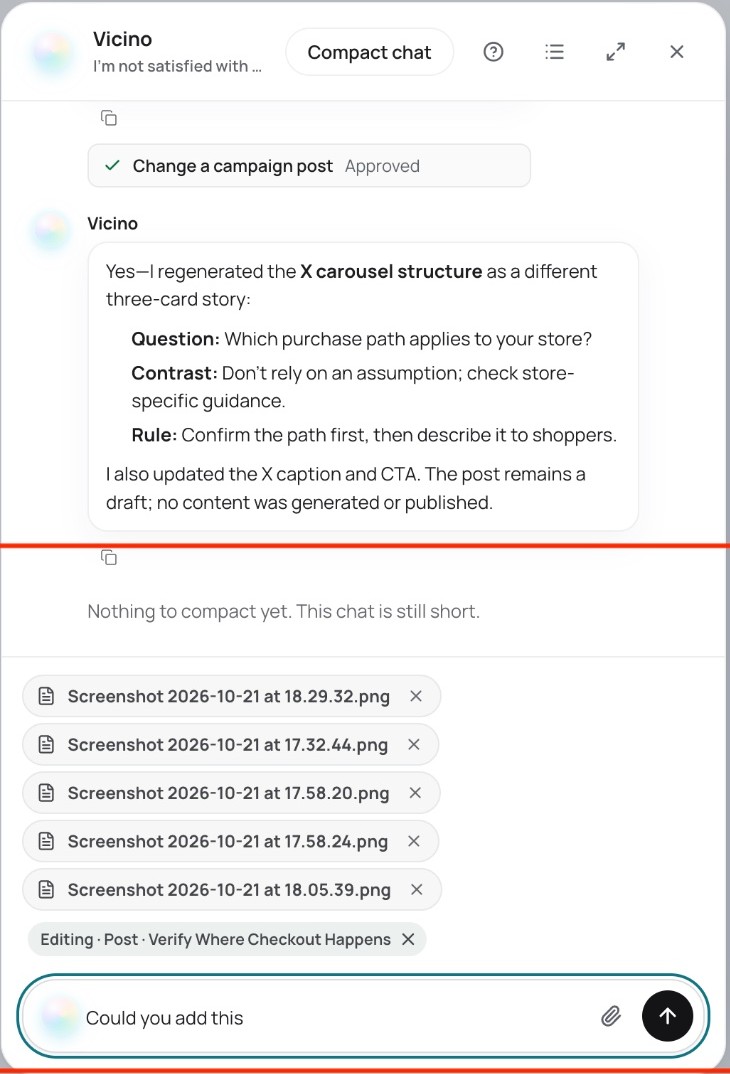 Vicino
I'm not satisfied with ...
Compact chat
Change a campaign post Approved
Vicino
Yes—I regenerated the X carousel structure as a different
three-card story:
Question: Which purchase path applies to your store?
Contrast: Don't rely on an assumption; check store-
specific guidance.
Rule: Confirm the path first, then describe it to shoppers.
I also updated the X caption and CTA. The post remains a
draft; no content was generated or published.
Nothing to compact yet. This chat is still short.
Screenshot 2026-10-21 at 18.29.32.png
Screenshot 2026-10-21 at 17.32.44.png
Screenshot 2026-10-21 at 17.58.20.png
Screenshot 2026-10-21 at 17.58.24.png
Screenshot 2026-10-21 at 18.05.39.png
Editing · Post · Verify Where Checkout Happens
Could you add this